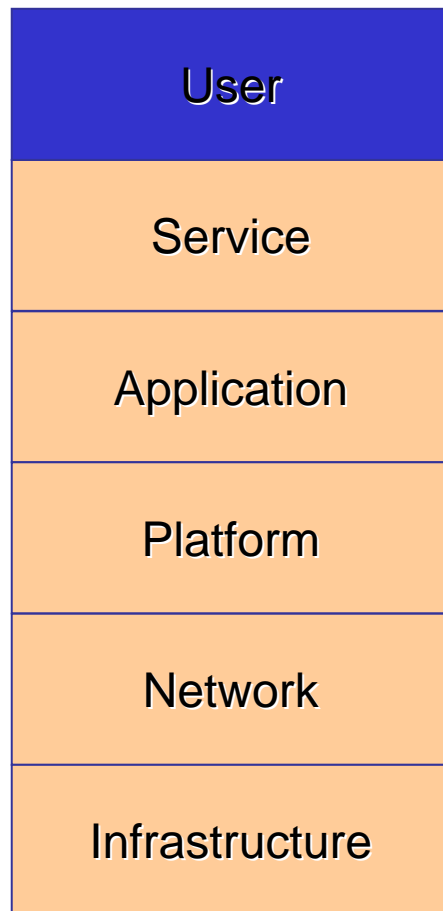 User
Service
Application
Platform
Network
Infrastructure